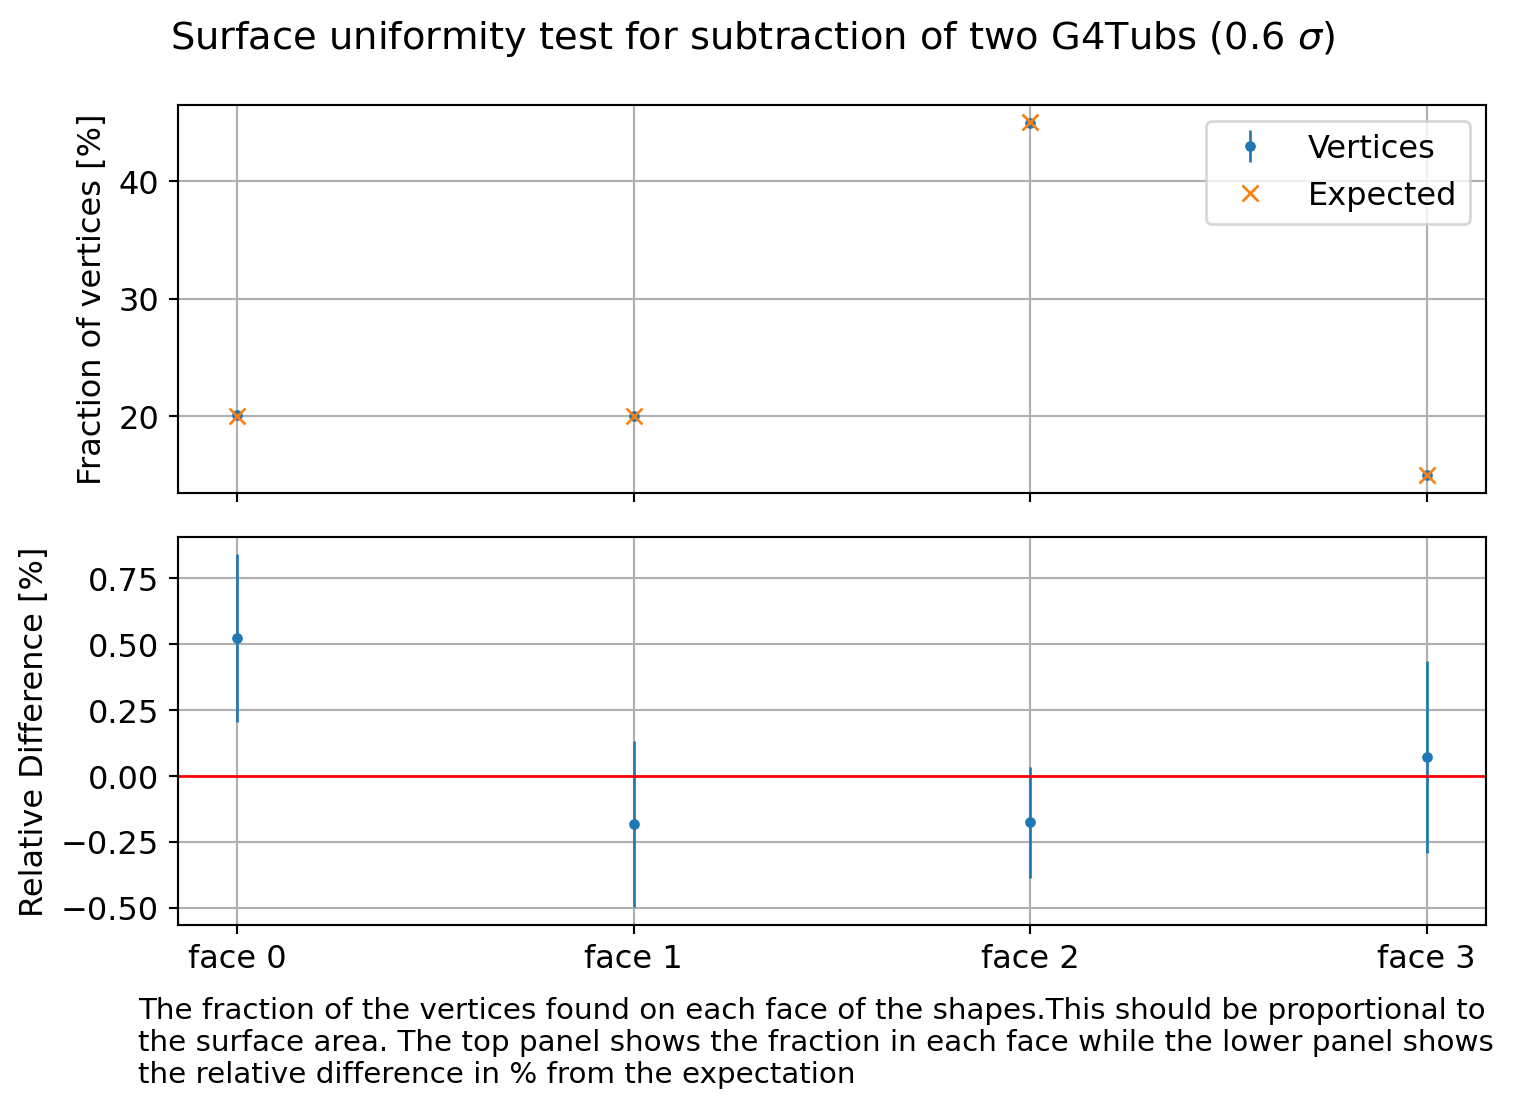 Surface uniformity test for subtraction of two G4Tubs (0.6 σ)
Fraction of vertices [%]
40
30
20
Vertices
Expected
Relative Difference [%]
0.75
0.50
0.25
0.00
−0.25
−0.50
face 0
face 1
face 2
face 3
The fraction of the vertices found on each face of the shapes.This should be proportional to
the surface area. The top panel shows the fraction in each face while the lower panel shows
the relative difference in % from the expectation